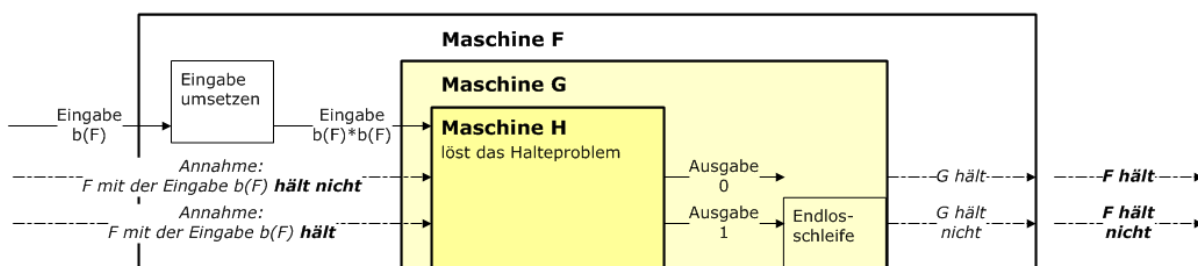 Maschine F
Eingabe
umsetzen
Maschine G
Eingabe
b(F)
Eingabe
b(F)*b(F)
Maschine H
löst das Halteproblem
Annahme:
F mit der Eingabe b(F) hält nicht
Ausgabe
0
G hält
F hält
Annahme:
F mit der Eingabe b(F) hält
Ausgabe
1
Endlos-
schleife
G hält
nicht
F hält
nicht